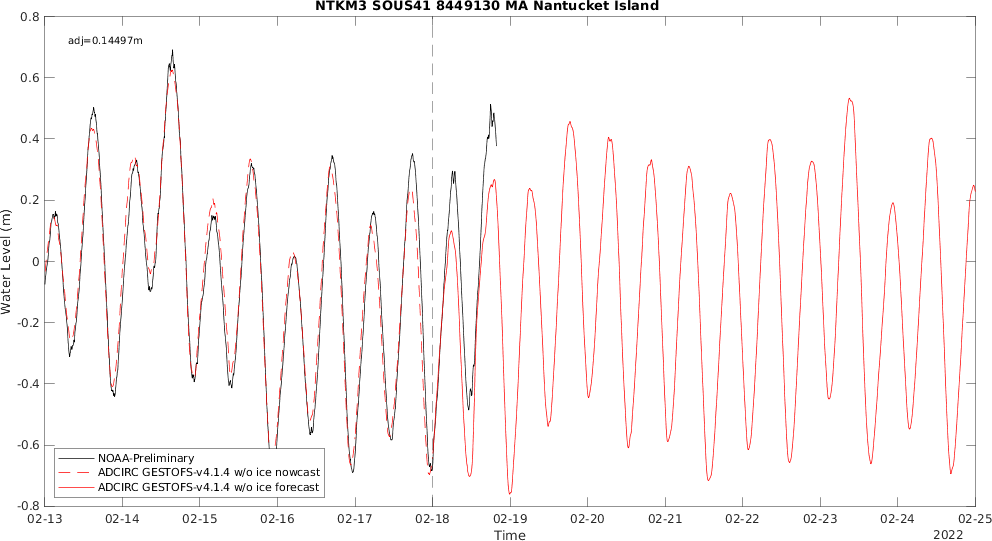 NTKM3 SOUS41 8449130 MA Nantucket Island
adj=0.14497m
0.8
0.6
0.4
0.2
0
-0.2
-0.4
-0.6
-0.8
Water Level (m)
NOAA-Preliminary
ADCIRC GESTOFS-v4.1.4 w/o ice nowcast
ADCIRC GESTOFS-v4.1.4 w/o ice forecast
02-13 02-14 02-15 02-16 02-17 02-18 02-19 02-20 02-21 02-22 02-23 02-24 02-25
Time
2022